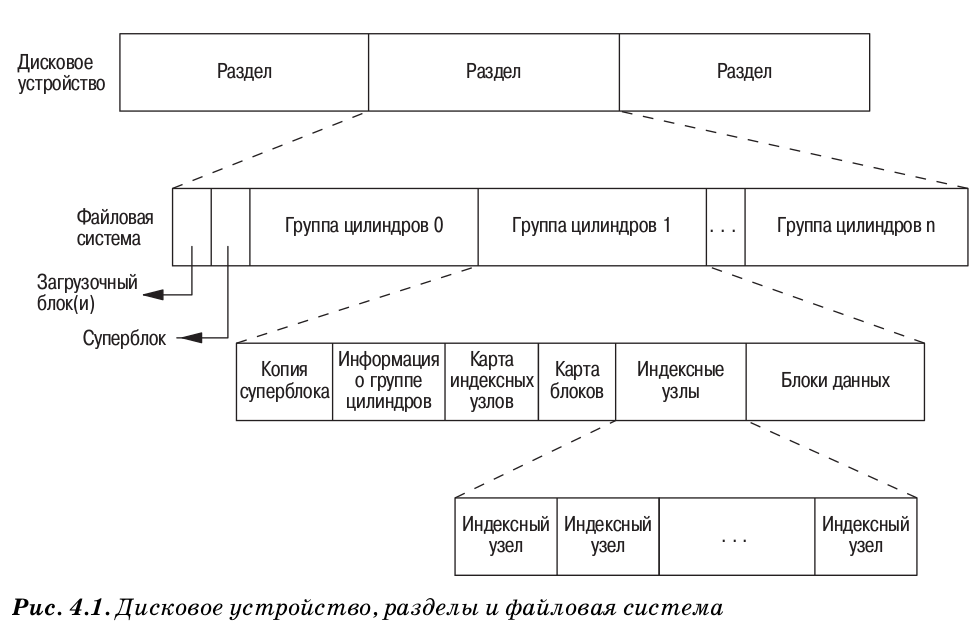 Дисковое
устройство
Раздел
Раздел
Раздел
Файловая
система
Группа цилиндров 0
Группа цилиндров 1
...
Группа цилиндров n
Загрузочный
блок(и)
Суперблок
Копия
суперблока
Информация
о группе
цилиндров
Карта
индексных
узлов
Карта
блоков
Индексные
узлы
Блоки данных
Индексный
узел
Индексный
узел
...
Индексный
узел
Рис. 4.1. Дисковое устройство, разделы и файловая система